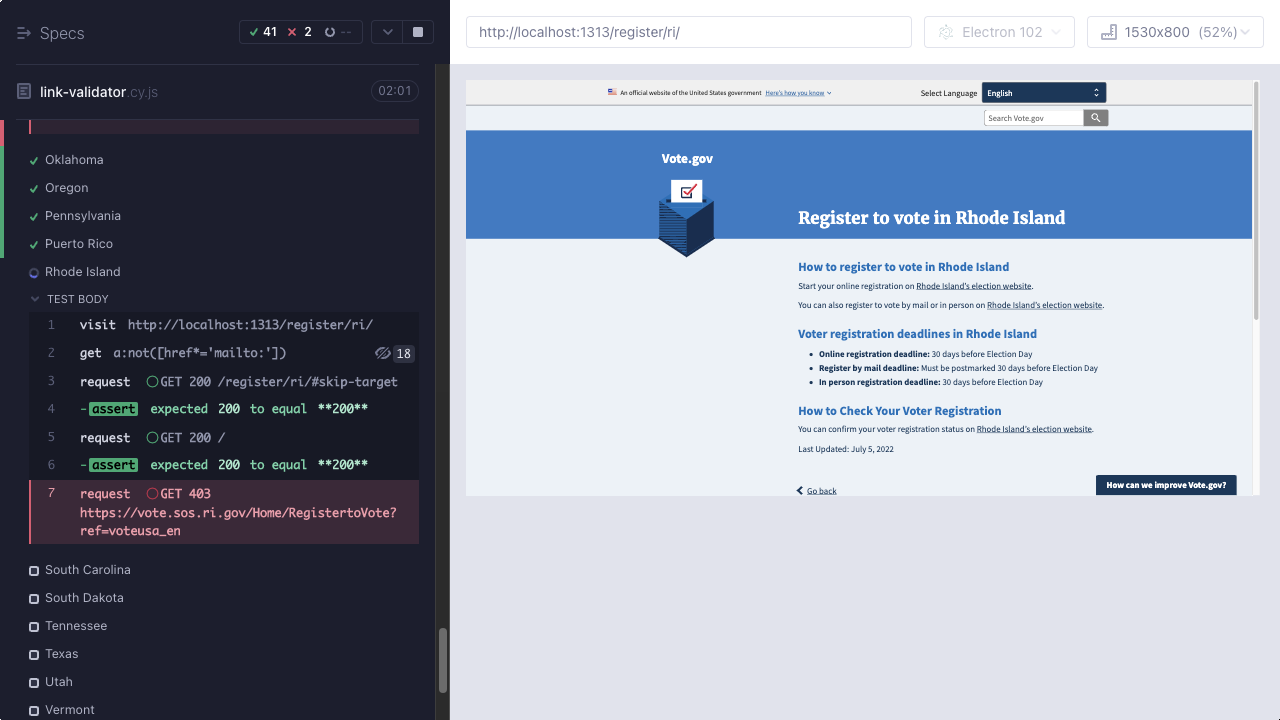 Specs
41
2
--
link-validator.cy.js
02:01
Oklahoma
Oregon
Pennsylvania
Puerto Rico
Rhode Island
TEST BODY
1 visit http://localhost:1313/register/ri/
2 get a:not([href*='mailto:']) 18
3 request GET 200 /register/ri/#skip-target
4 -assert expected 200 to equal **200**
5 request GET 200 /
6 -assert expected 200 to equal **200**
7 request GET 403
https://vote.sos.ri.gov/Home/RegistertoVote?
ref=voteusa_en
South Carolina
South Dakota
Tennessee
Texas
Utah
Vermont
http://localhost:1313/register/ri/
Electron 102
1530x800 (52%)
An official website of the United States government Here's how you know
Select Language English
Search Vote.gov
Vote.gov
Register to vote in Rhode Island
How to register to vote in Rhode Island
Start your online registration on Rhode Island's election website.
You can also register to vote by mail or in person on Rhode Island's election website.
Voter registration deadlines in Rhode Island
• Online registration deadline: 30 days before Election Day
• Register by mail deadline: Must be postmarked 30 days before Election Day
• In person registration deadline: 30 days before Election Day
How to Check Your Voter Registration
You can confirm your voter registration status on Rhode Island's election website.
Last Updated: July 5, 2022
Go back
How can we improve Vote.gov?